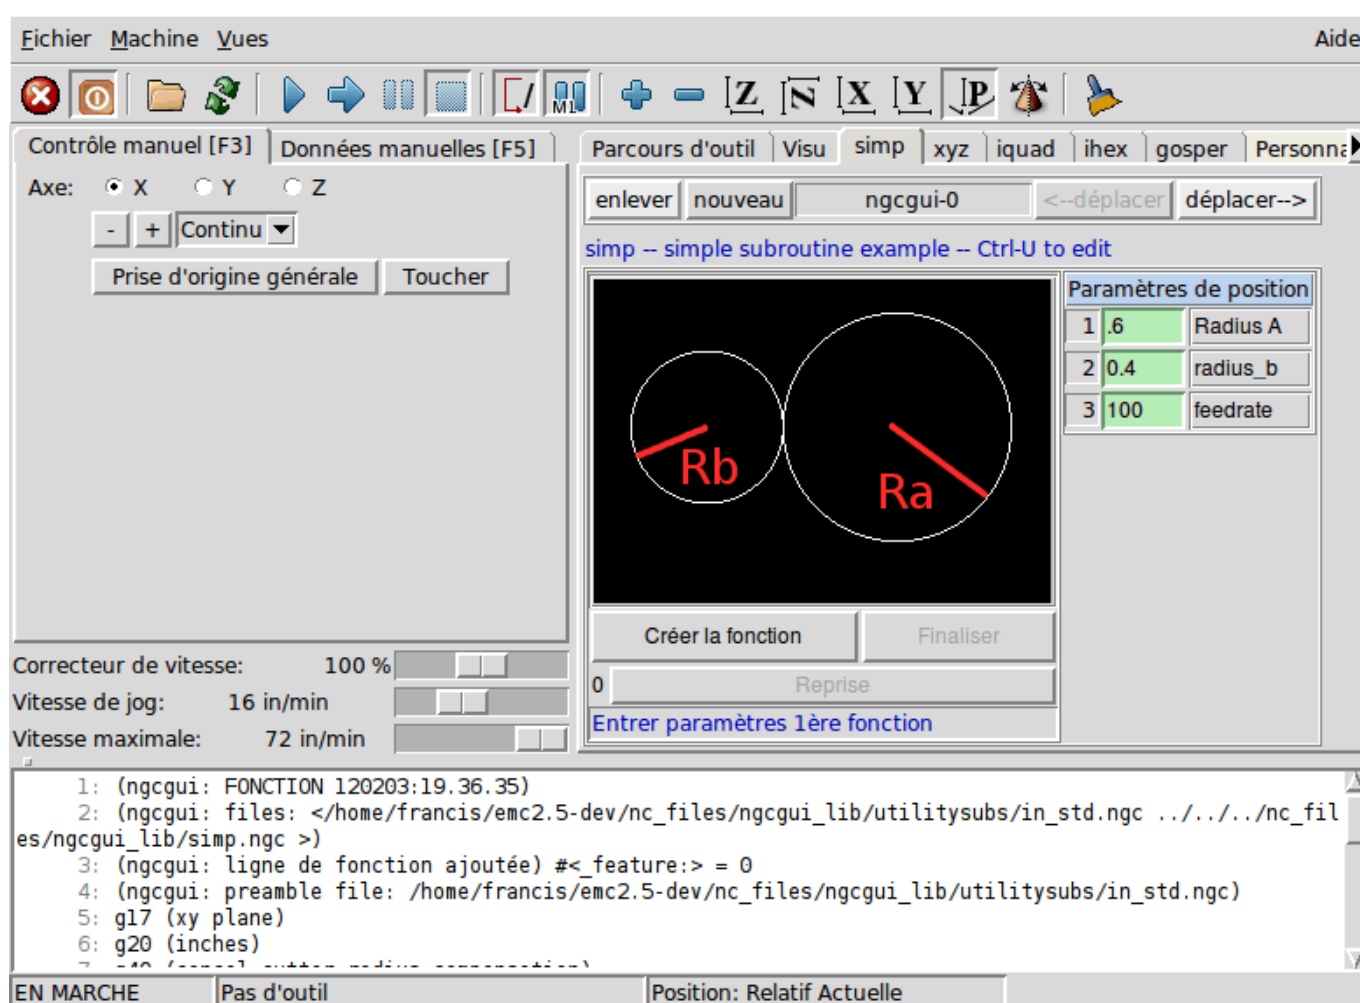 Fichier Machine Vues Aide
M1 Z N X Y P
Contrôle manuel [F3] Données manuelles [F5]
Axe: X Y Z
- + Continu
Prise d'origine générale Toucher
Correcteur de vitesse: 100 %
Vitesse de jog: 16 in/min
Vitesse maximale: 72 in/min
Parcours d'outil Visu simp xyz iquad ihex gosper
enlever nouveau ngcgui-0 <--déplacer déplacer-->
simp -- simple subroutine example -- Ctrl-U to edit
Rb Ra
Paramètres de position
1 .6 Radius A
2 0.4 radius_b
3 100 feedrate
Créer la fonction Finaliser
0 Reprise
Entrer paramètres 1ère fonction
1: (ngcgui: FONCTION 120203:19.36.35)
2: (ngcgui: files: </home/francis/emc2.5-dev/nc_files/ngcgui_lib/utilitysubs/in_std.ngc ../../../nc_fil
es/ngcgui_lib/simp.ngc >)
3: (ngcgui: ligne de fonction ajoutée) #<_feature:> = 0
4: (ngcgui: preamble file: /home/francis/emc2.5-dev/nc_files/ngcgui_lib/utilitysubs/in_std.ngc)
5: g17 (xy plane)
6: g20 (inches)
EN MARCHE Pas d'outil Position: Relatif Actuelle